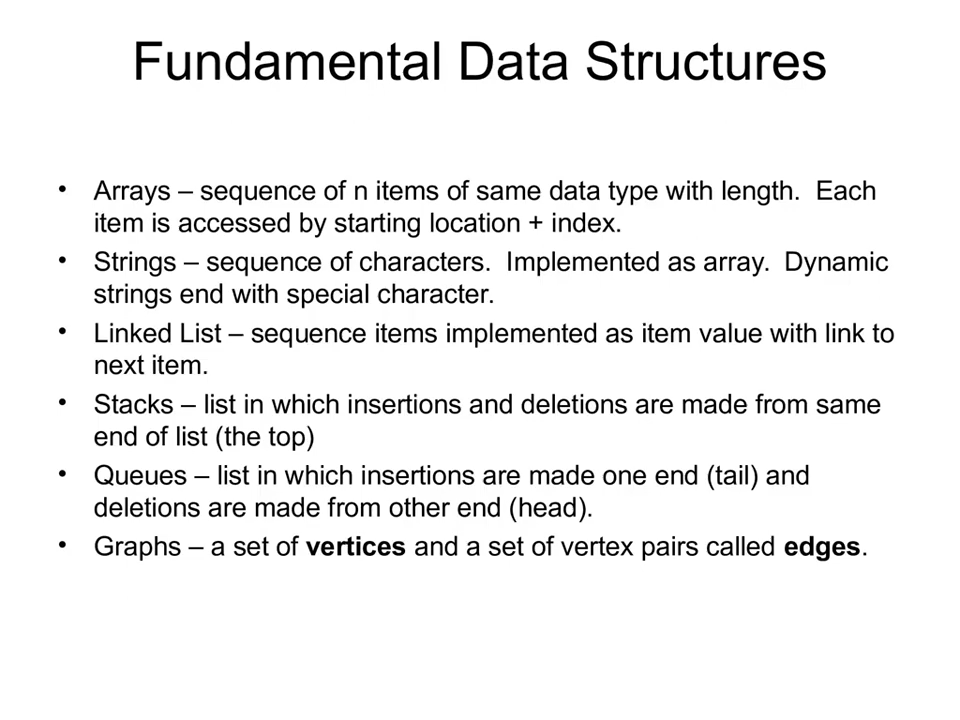 Fundamental Data Structures
• Arrays – sequence of n items of same data type with length.  Each
item is accessed by starting location + index.
• Strings – sequence of characters.  Implemented as array.  Dynamic
strings end with special character.
• Linked List – sequence items implemented as item value with link to
next item.
• Stacks – list in which insertions and deletions are made from same
end of list (the top)
• Queues – list in which insertions are made one end (tail) and
deletions are made from other end (head).
• Graphs – a set of vertices and a set of vertex pairs called edges.